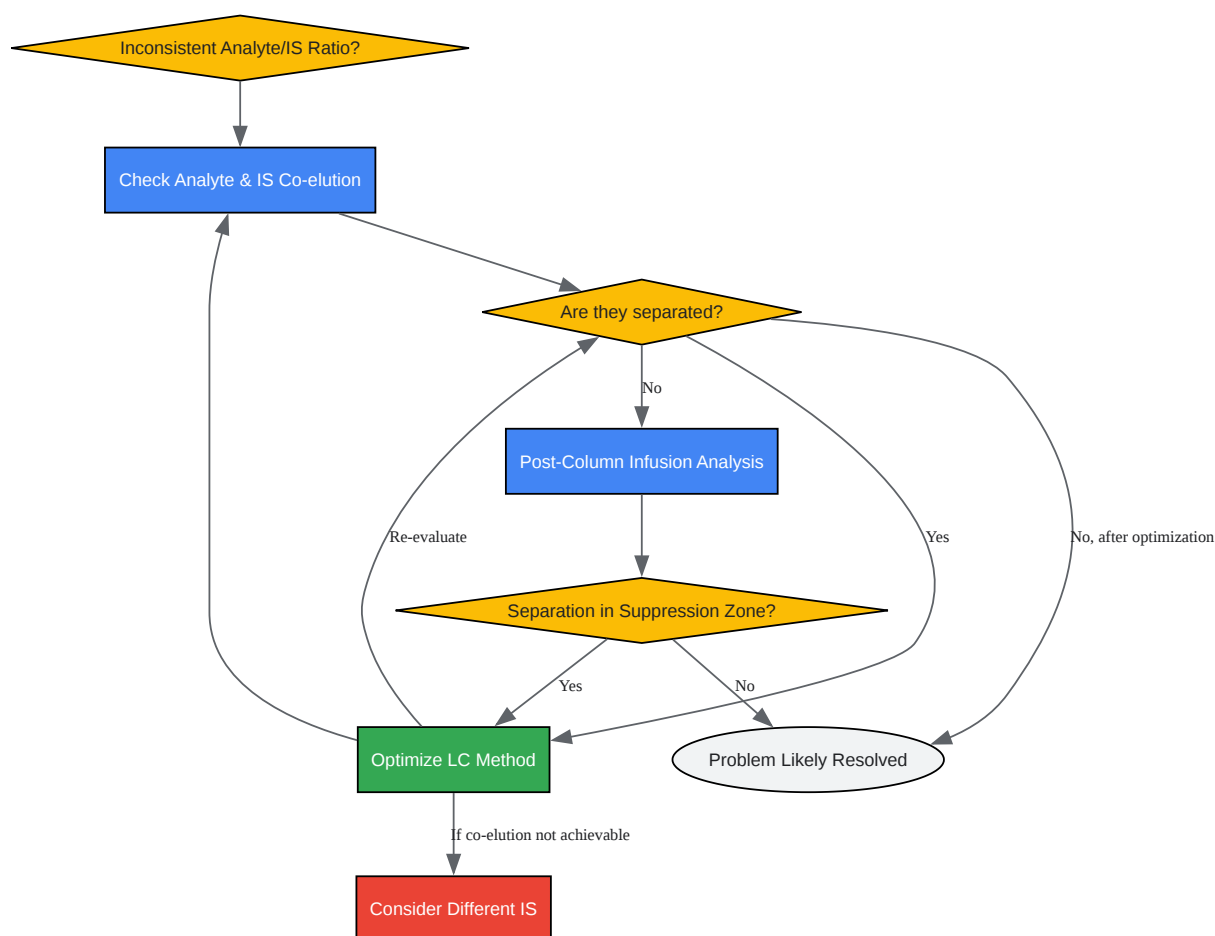 Inconsistent Analyte/IS Ratio?
Check Analyte & IS Co-elution
Are they separated?
No
Post-Column Infusion Analysis
Re-evaluate
Yes
No, after optimization
Separation in Suppression Zone?
Yes
No
Optimize LC Method
Problem Likely Resolved
If co-elution not achievable
Consider Different IS